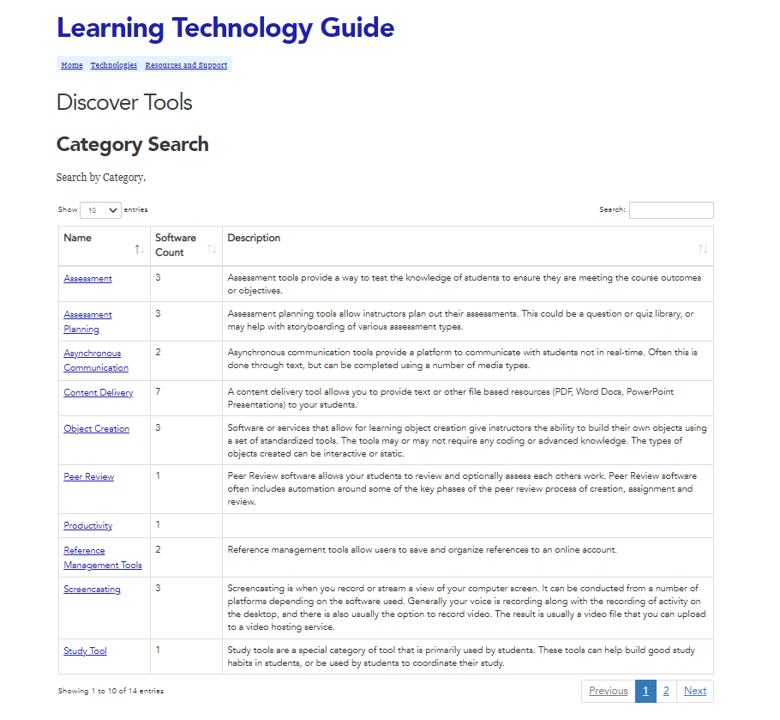 Learning Technology Guide
Home Technologies Resources and Support
Discover Tools
Category Search
Search by Category.
Show 10 entries Search:
Name Software Count Description
Assessment 3 Assessment tools provide a way to test the knowledge of students to ensure they are meeting the course outcomes
or objectives.
Assessment Planning 3 Assessment planning tools allow instructors plan out their assessments. This could be a question or quiz library, or
may help with storyboarding of various assessment types.
Asynchronous Communication 2 Asynchronous communication tools provide a platform to communicate with students not in real-time. Often this is
done through text, but can be completed using a number of media types.
Content Delivery 7 A content delivery tool allows you to provide text or other file based resources (PDF, Word Docs, PowerPoint
Presentations) to your students.
Object Creation 3 Software or services that allow for learning object creation give instructors the ability to build their own objects using
a set of standardized tools. The tools may or may not require any coding or advanced knowledge. The types of
objects created can be interactive or static.
Peer Review 1 Peer Review software allows your students to review and optionally assess each others work. Peer Review software
often includes automation around some of the key phases of the peer review process of creation, assignment and
review.
Productivity 1
Reference Management Tools 2 Reference management tools allow users to save and organize references to an online account.
Screencasting 3 Screencasting is when you record or stream a view of your computer screen. It can be conducted from a number of
platforms depending on the software used. Generally your voice is recording along with the recording of activity on
the desktop, and there is also usually the option to record video. The result is usually a video file that you can upload
to a video hosting service.
Study Tool 1 Study tools are a special category of tool that is primarily used by students. These tools can help build good study
habits in students, or be used by students to coordinate their study.
Showing 1 to 10 of 14 entries Previous 1 2 Next